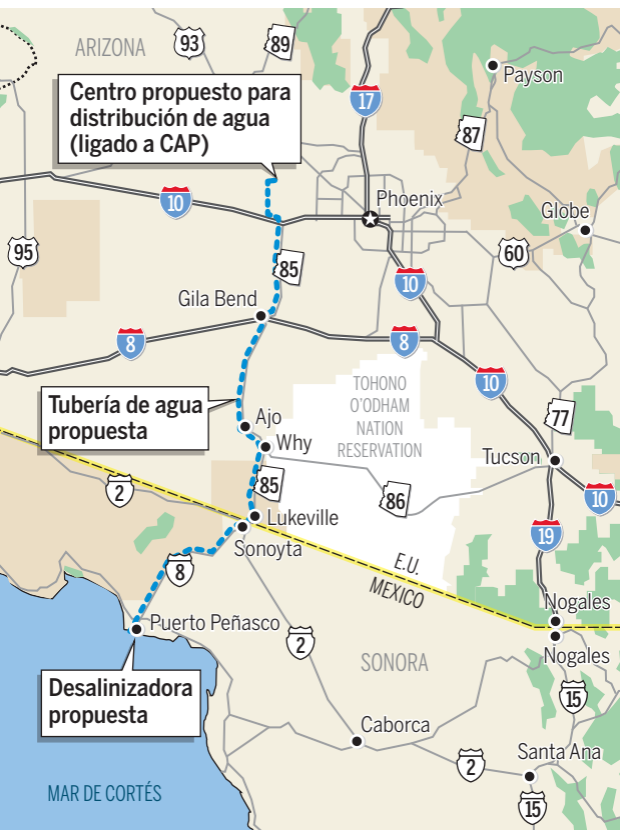 ARIZONA
93
89
Payson
Centro propuesto para
distribución de agua
(ligado a CAP)
17
87
10
Phoenix
Globe
95
85
60
10
Gila Bend
8
8
10
TOHONO
O'ODHAM
NATION
RESERVATION
Tubería de agua
propuesta
Ajo
77
Why
Tucson
2
85
86
10
Lukeville
19
Sonoyta
E.U.
8
MEXICO
Nogales
Puerto Peñasco
2
Nogales
SONORA
Desalinizadora
propuesta
15
Caborca
2
Santa Ana
MAR DE CORTÉS
15